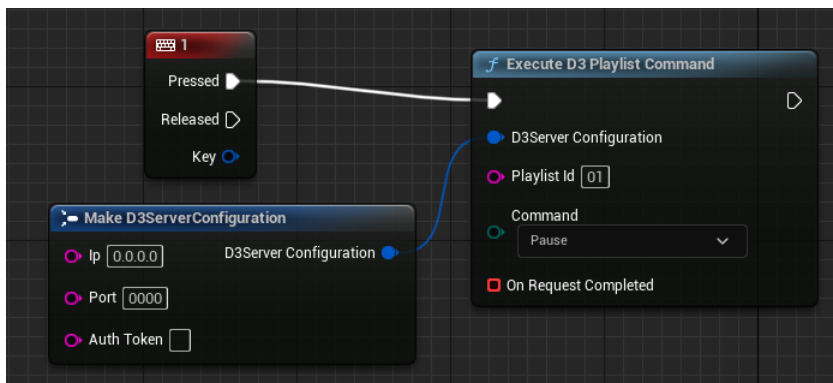 1
Pressed
Released
Key
Execute D3 Playlist Command
D3Server Configuration
Playlist Id 01
Command
Pause
On Request Completed
Make D3ServerConfiguration
Ip 0.0.0.0 D3Server Configuration
Port 0000
Auth Token